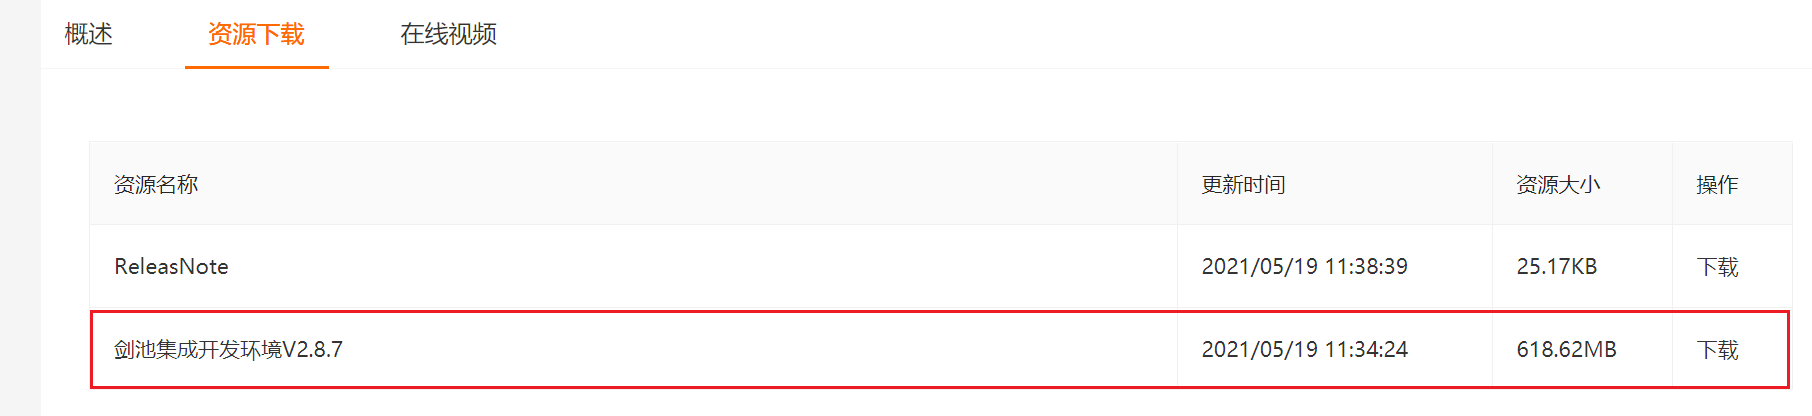 概述 资源下载 在线视频
资源名称 更新时间 资源大小 操作
ReleasNote 2021/05/19 11:38:39 25.17KB 下载
剑池集成开发环境V2.8.7 2021/05/19 11:34:24 618.62MB 下载